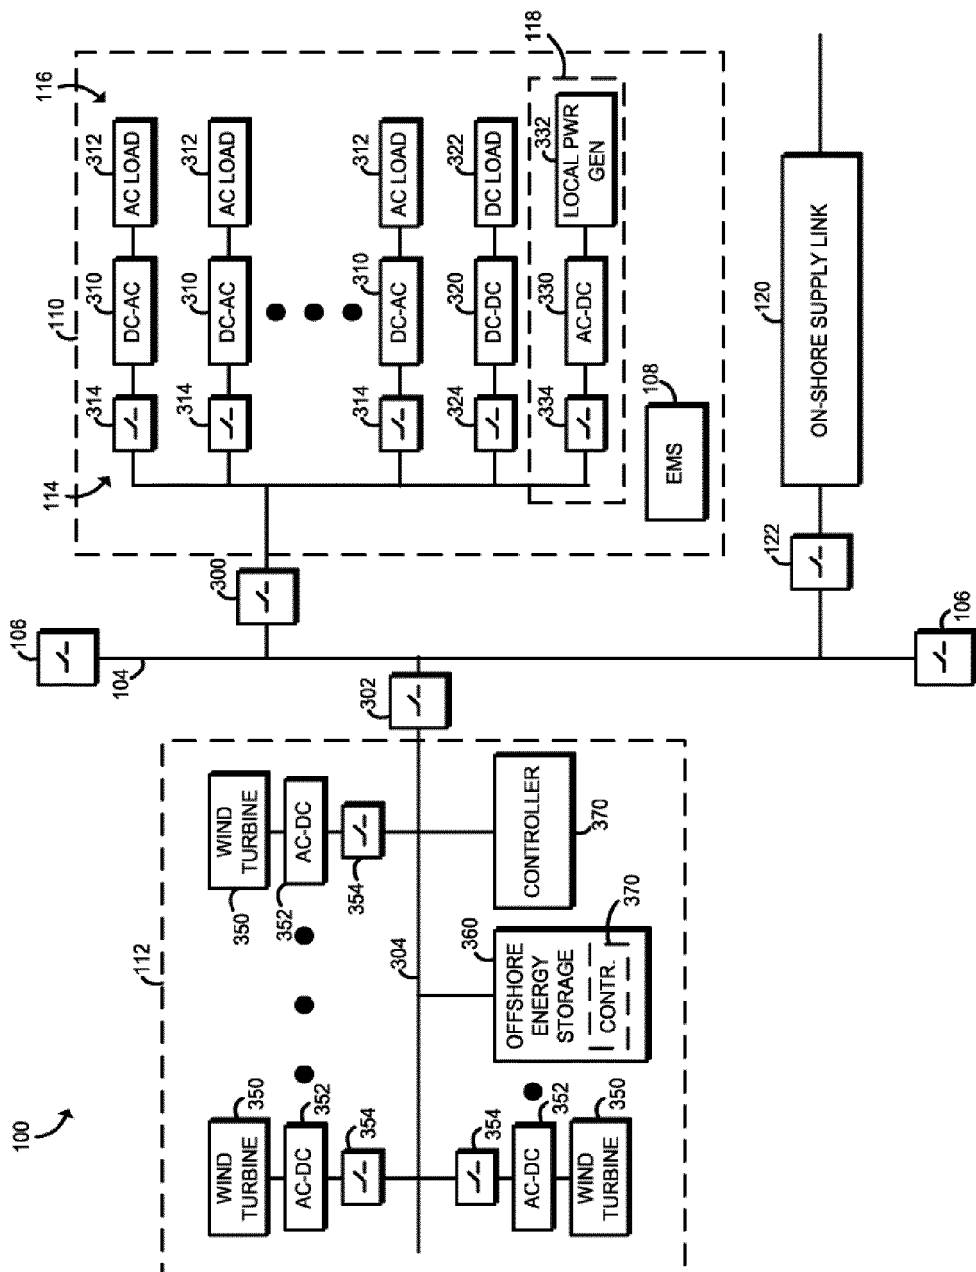 100
112
WIND
TURBINE
350
AC-DC
352
354
WIND
TURBINE
350
AC-DC
352
354
354
AC-DC
352
WIND
TURBINE
350
304
OFFSHORE
ENERGY
STORAGE
360
CONTR.
370
CONTROLLER
370
302
104
106
106
300
110
114
116
314
DC-AC
310
AC LOAD
312
314
DC-AC
310
AC LOAD
312
314
DC-AC
310
AC LOAD
312
324
DC-DC
320
DC LOAD
322
118
334
AC-DC
330
LOCAL PWR
GEN
332
EMS
108
122
ON-SHORE SUPPLY LINK
120